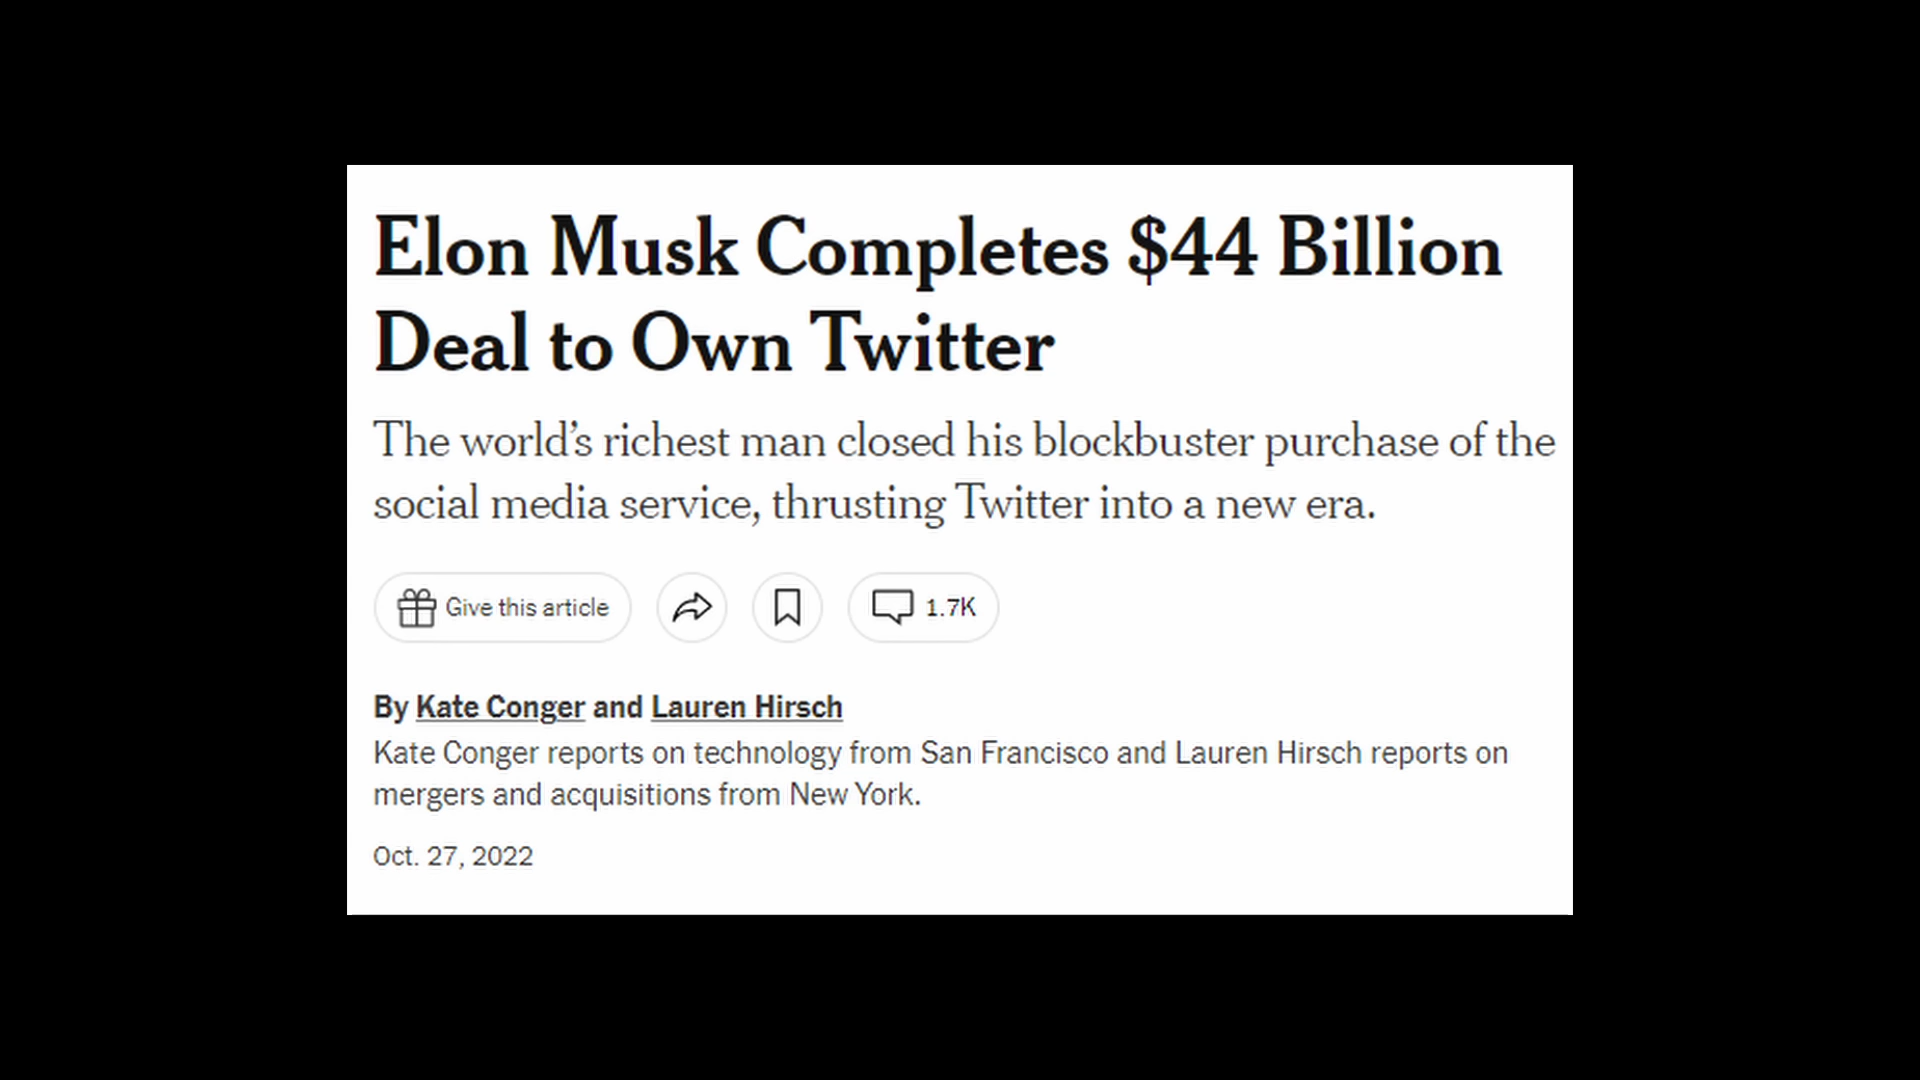 Elon Musk Completes $44 Billion
Deal to Own Twitter
The world’s richest man closed his blockbuster purchase of the
social media service, thrusting Twitter into a new era.
Give this article
1.7K
By Kate Conger and Lauren Hirsch
Kate Conger reports on technology from San Francisco and Lauren Hirsch reports on
mergers and acquisitions from New York.
Oct. 27, 2022